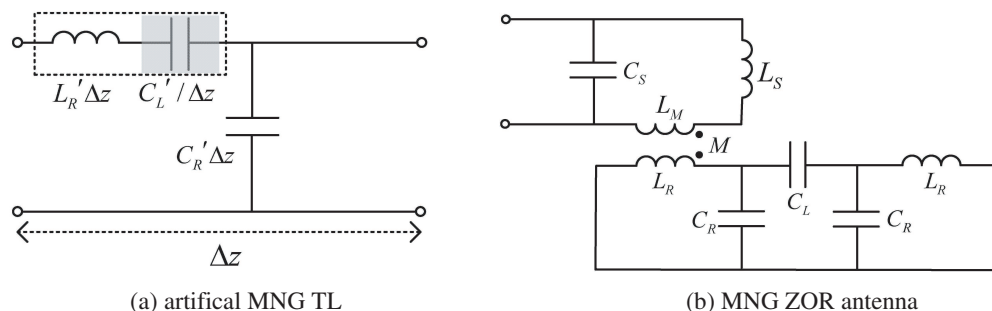 L_R'Δz
C_L'/Δz
C_R'Δz
Δz
(a) artifical MNG TL
C_S
L_S
L_M
M
L_R
C_L
L_R
C_R
C_R
(b) MNG ZOR antenna